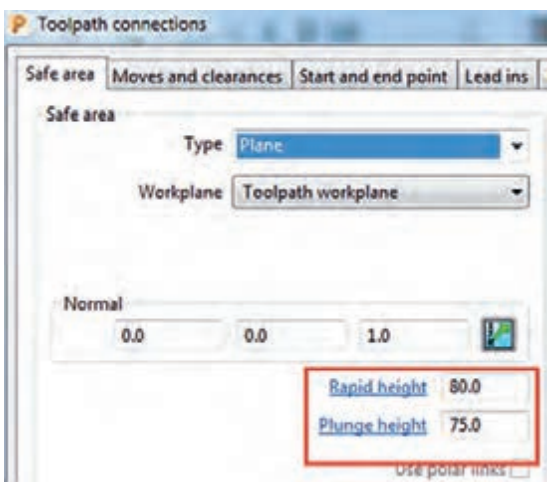 Toolpath connections
Safe area Moves and clearances Start and end point Lead ins
Safe area
Type Plane
Workplane Toolpath workplane
Normal
0.0 0.0 1.0
Rapid height 80.0
Plunge height 75.0
Use polar links